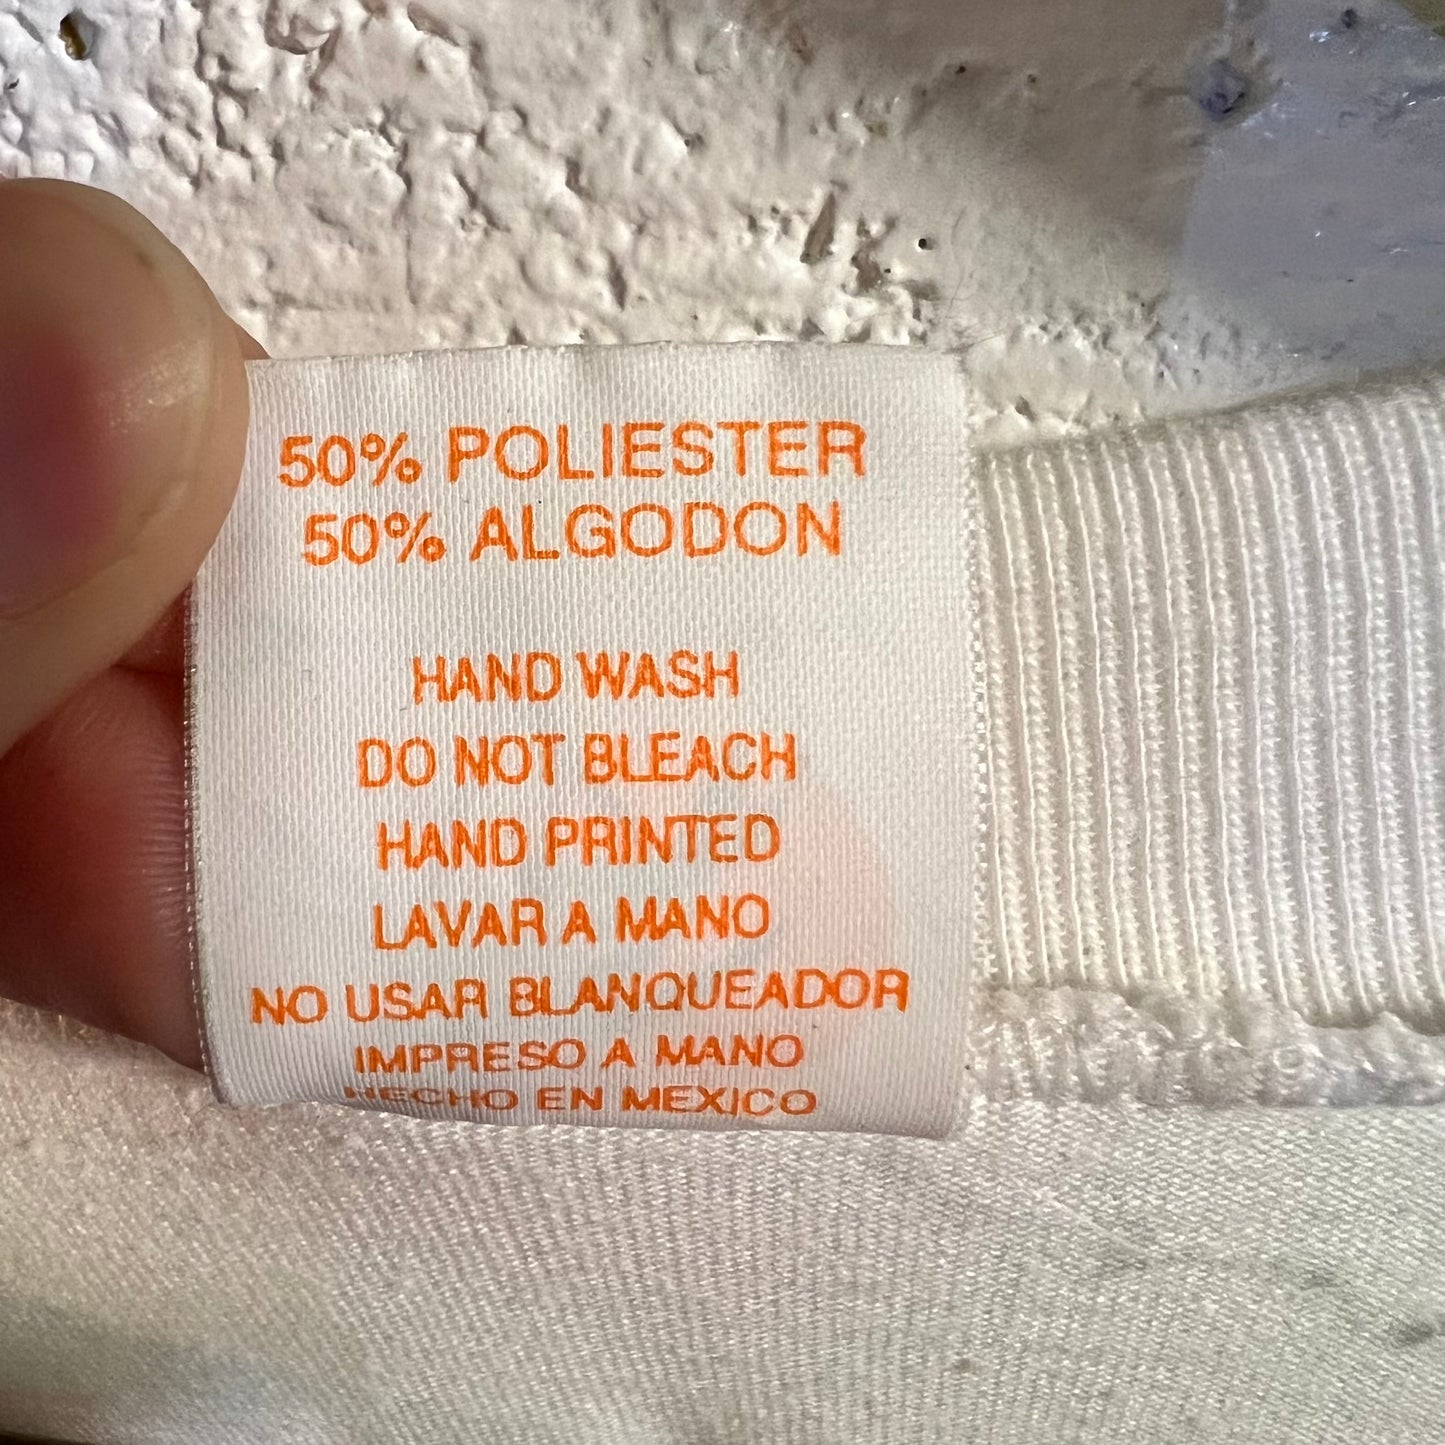 50% POLIESTER
50% ALGODON
HAND WASH
DO NOT BLEACH
HAND PRINTED
LAVAR A MANO
NO USAR BLANQUEADOR
IMPRESO A MANO
HECHO EN MEXICO